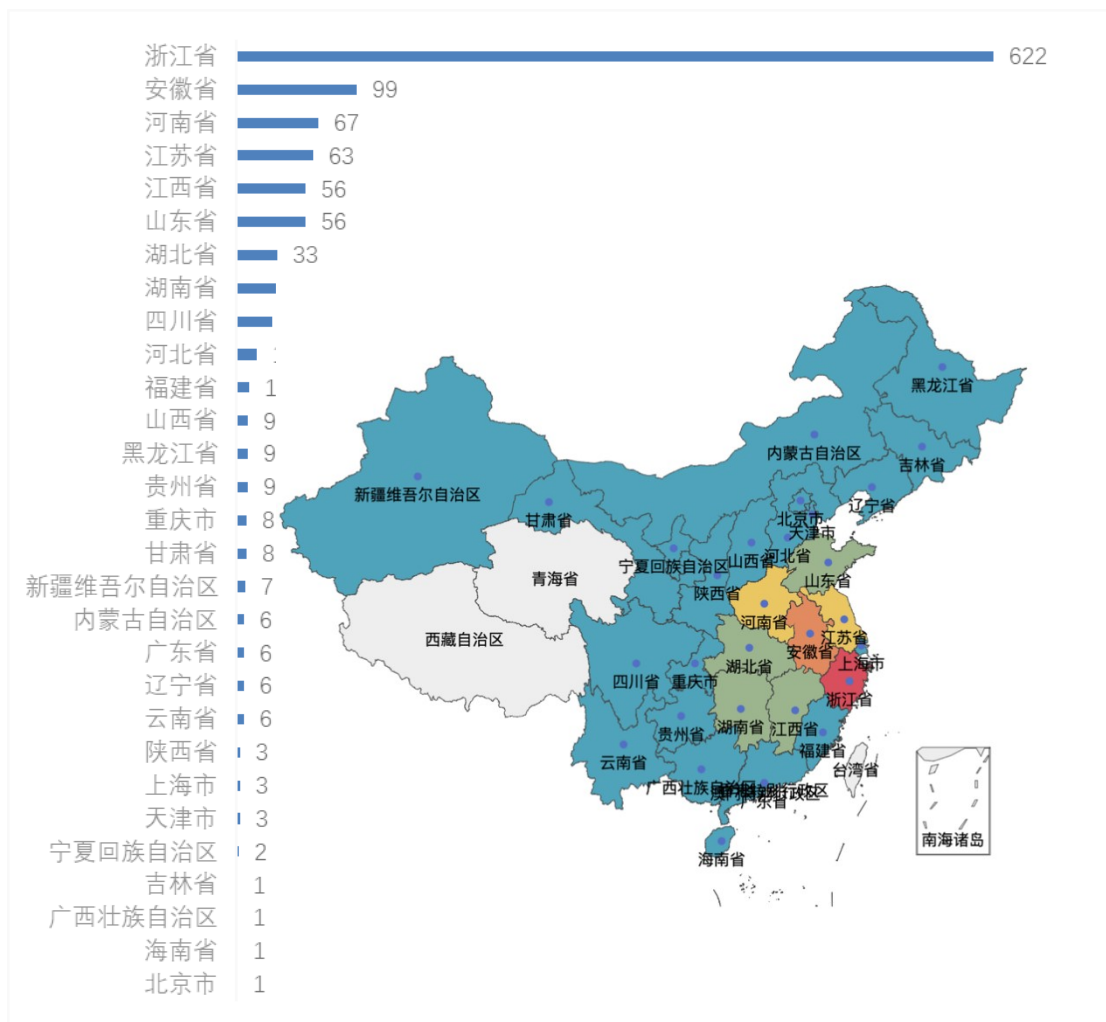 浙江省 622
安徽省 99
河南省 67
江苏省 63
江西省 56
山东省 56
湖北省 33
湖南省
四川省
河北省
福建省 1
山西省 9
黑龙江省 9
贵州省 9
重庆市 8
甘肃省 8
新疆维吾尔自治区 7
内蒙古自治区 6
广东省 6
辽宁省 6
云南省 6
陕西省 3
上海市 3
天津市 3
宁夏回族自治区 2
吉林省 1
广西壮族自治区 1
海南省 1
北京市 1
黑龙江省
内蒙古自治区
吉林省
新疆维吾尔自治区
辽宁省
甘肃省
北京市
天津市
河北省
山西省
宁夏回族自治区
青海省
山东省
陕西省
河南省
江苏省
西藏自治区
安徽省
上海市
湖北省
四川省
重庆市
浙江省
湖南省
江西省
贵州省
福建省
云南省
台湾省
广西壮族自治区
广东省
南海诸岛
海南省